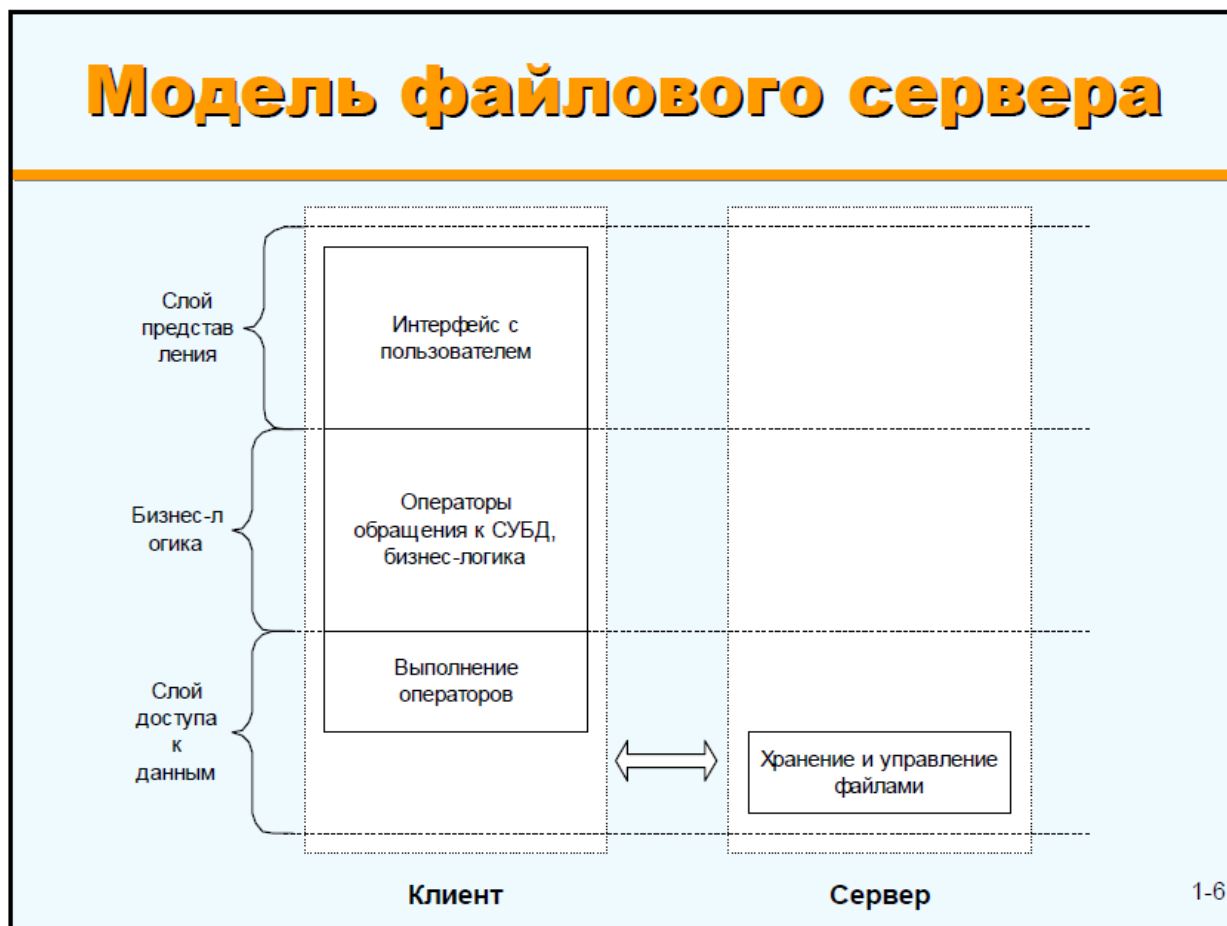 Модель файлового сервера
Слой
представ
ления
Интерфейс с
пользователем
Бизнес-л
огика
Операторы
обращения к СУБД,
бизнес-логика
Слой
доступа
к
данным
Выполнение
операторов
Хранение и управление
файлами
Клиент
Сервер
1-6